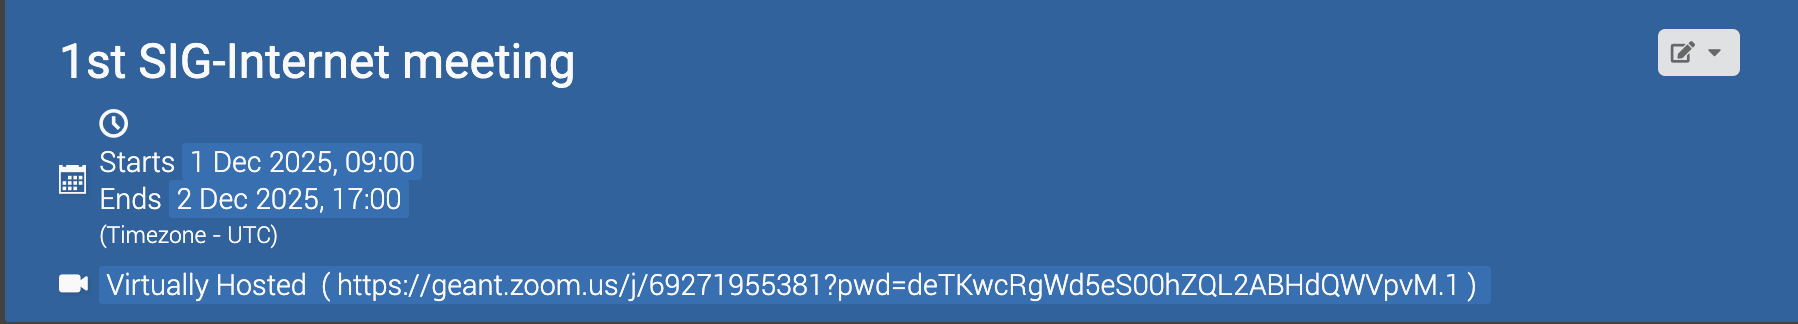 1st SIG-Internet meeting
Starts 1 Dec 2025, 09:00
Ends 2 Dec 2025, 17:00
(Timezone - UTC)
Virtually Hosted ( https://geant.zoom.us/j/69271955381?pwd=deTKwcRgWd5eS00hZQL2ABHdQWVpvM.1 )